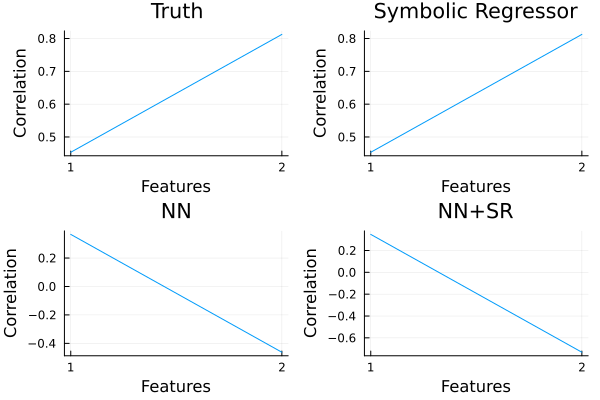 Truth
Correlation
0.8
0.7
0.6
0.5
1
2
Features
Symbolic Regressor
Correlation
0.8
0.7
0.6
0.5
1
2
Features
NN
Correlation
0.2
0.0
−0.2
−0.4
1
2
Features
NN+SR
Correlation
0.2
0.0
−0.2
−0.4
−0.6
1
2
Features